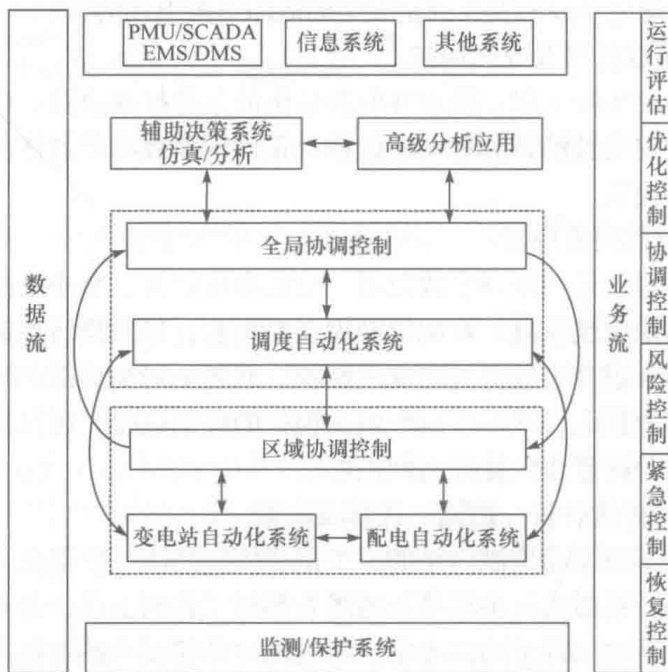 PMU/SCADA
EMS/DMS
信息系统
其他系统
辅助决策系统
仿真/分析
高级分析应用
全局协调控制
调度自动化系统
区域协调控制
变电站自动化系统
配电自动化系统
监测/保护系统
数据流
业务流
运行评估
优化控制
协调控制
风险控制
紧急控制
恢复控制